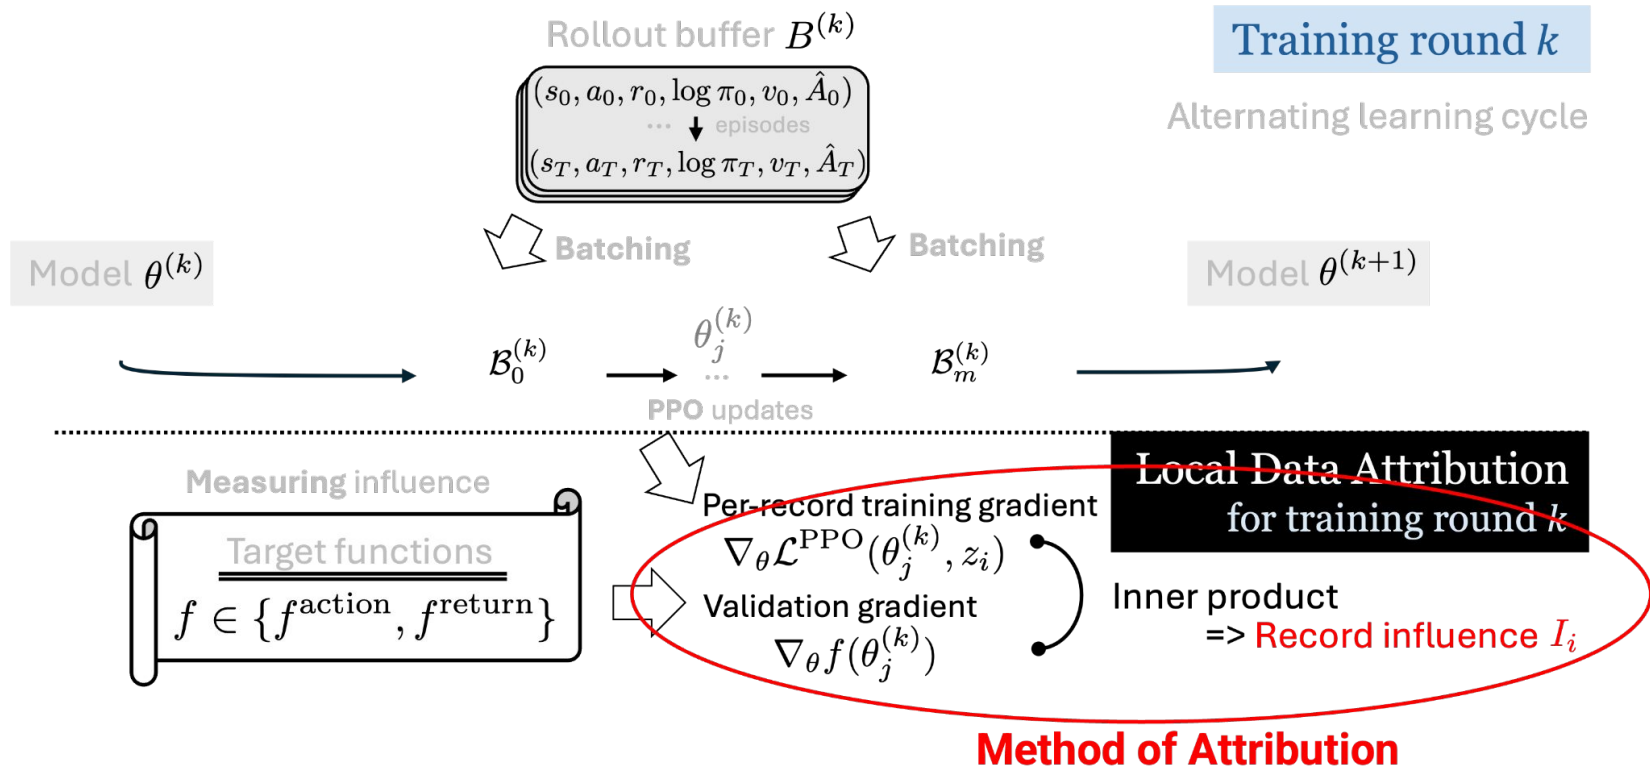 Rollout buffer B^{(k)}
Training round k
(s_0, a_0, r_0, log π_0, v_0, Â_0)
... episodes
(s_T, a_T, r_T, log π_T, v_T, Â_T)
Alternating learning cycle
Batching
Batching
Model θ^{(k)}
Model θ^{(k+1)}
B_0^{(k)}
θ_j^{(k)}
...
B_m^{(k)}
PPO updates
Measuring influence
Target functions
f ∈ {f^{action}, f^{return}}
Local Data Attribution
for training round k
Per-record training gradient
∇_θ L^{PPO}(θ_j^{(k)}, z_i)
Validation gradient
∇_θ f(θ_j^{(k)})
Inner product
=> Record influence I_i
Method of Attribution